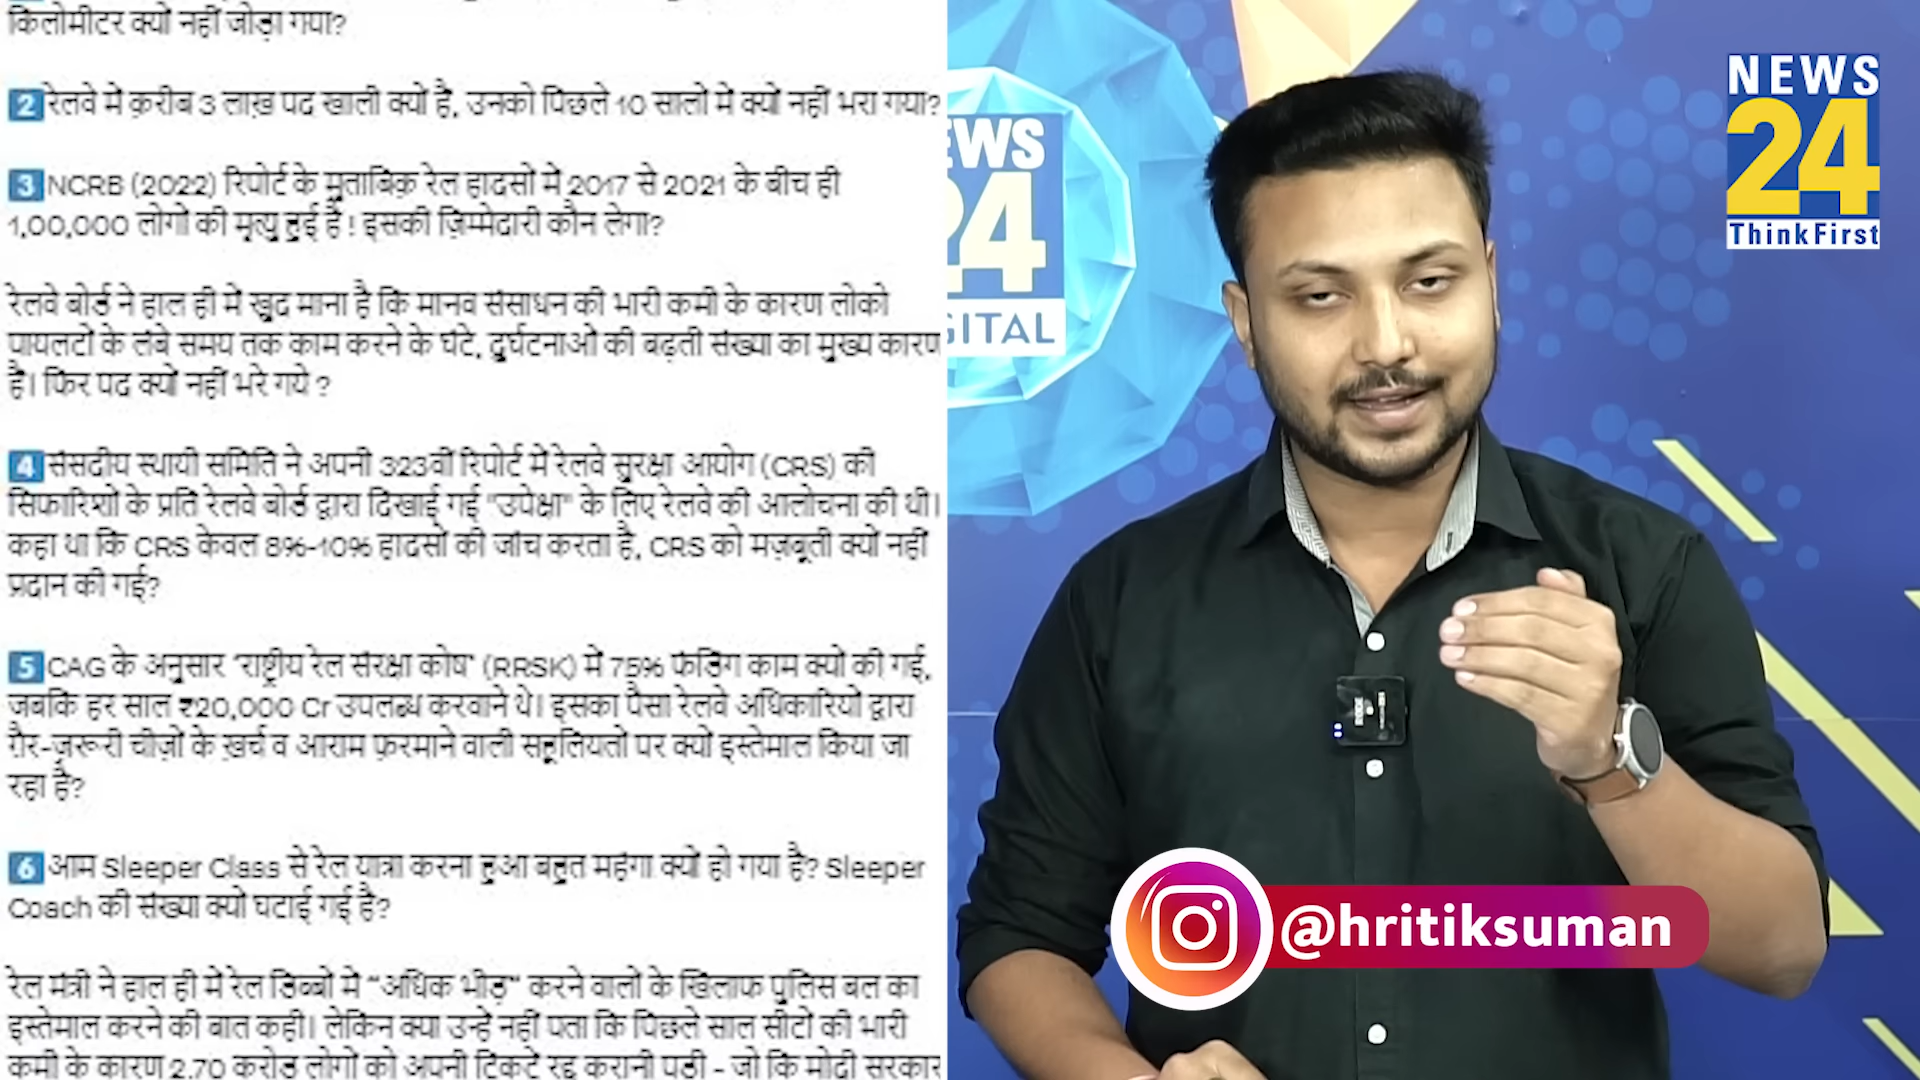 किलोमीटर क्यों नहीं जोड़ा गया?
2 रेलवे में क़रीब 3 लाख़ पद खाली क्यों है, उनको पिछले 10 सालों में क्यों नहीं भरा गया?
3 NCRB (2022) रिपोर्ट के मुताबिक़ रेल हादसों में 2017 से 2021 के बीच ही
1,00,000 लोगों की मृत्यु हुई है ! इसकी ज़िम्मेदारी कौन लेगा?
रेलवे बोर्ड ने हाल ही में खुद माना है कि मानव संसाधन की भारी कमी के कारण लोको
पायलटों के लंबे समय तक काम करने के घंटे, दुर्घटनाओं की बढ़ती संख्या का मुख्य कारण
है। फिर पद क्यों नहीं भरे गये ?
4 संसदीय स्थायी समिति ने अपनी 323वीं रिपोर्ट में रेलवे सुरक्षा आयोग (CRS) की
सिफारिशों के प्रति रेलवे बोर्ड द्वारा दिखाई गई "उपेक्षा" के लिए रेलवे की आलोचना की थी।
कहा था कि CRS केवल 8%-10% हादसों की जांच करता है, CRS को मज़बूती क्यों नहीं
प्रदान की गई?
5 CAG के अनुसार 'राष्ट्रीय रेल संरक्षा कोष' (RRSK) में 75% फंडिंग काम क्यों की गई,
जबकि हर साल ₹20,000 Cr उपलब्ध करवाने थे। इसका पैसा रेलवे अधिकारियों द्वारा
ग़ैर-ज़रूरी चीज़ों के ख़र्च व आराम फ़रमाने वाली सहूलियतों पर क्यों इस्तेमाल किया जा
रहा है?
6 आम Sleeper Class से रेल यात्रा करना हुआ बहुत महंगा क्यों हो गया है? Sleeper
Coach की संख्या क्यों घटाई गई है?
रेल मंत्री ने हाल ही में रेल डिब्बों में “अधिक भीड़” करने वालों के खिलाफ पुलिस बल का
इस्तेमाल करने की बात कही। लेकिन क्या उन्हें नहीं पता कि पिछले साल सीटों की भारी
कमी के कारण 2.70 करोड़ लोगों को अपनी टिकटें रद्द करानी पड़ी - जो कि मोदी सरकार
NEWS
24
ThinkFirst
@hritiksuman